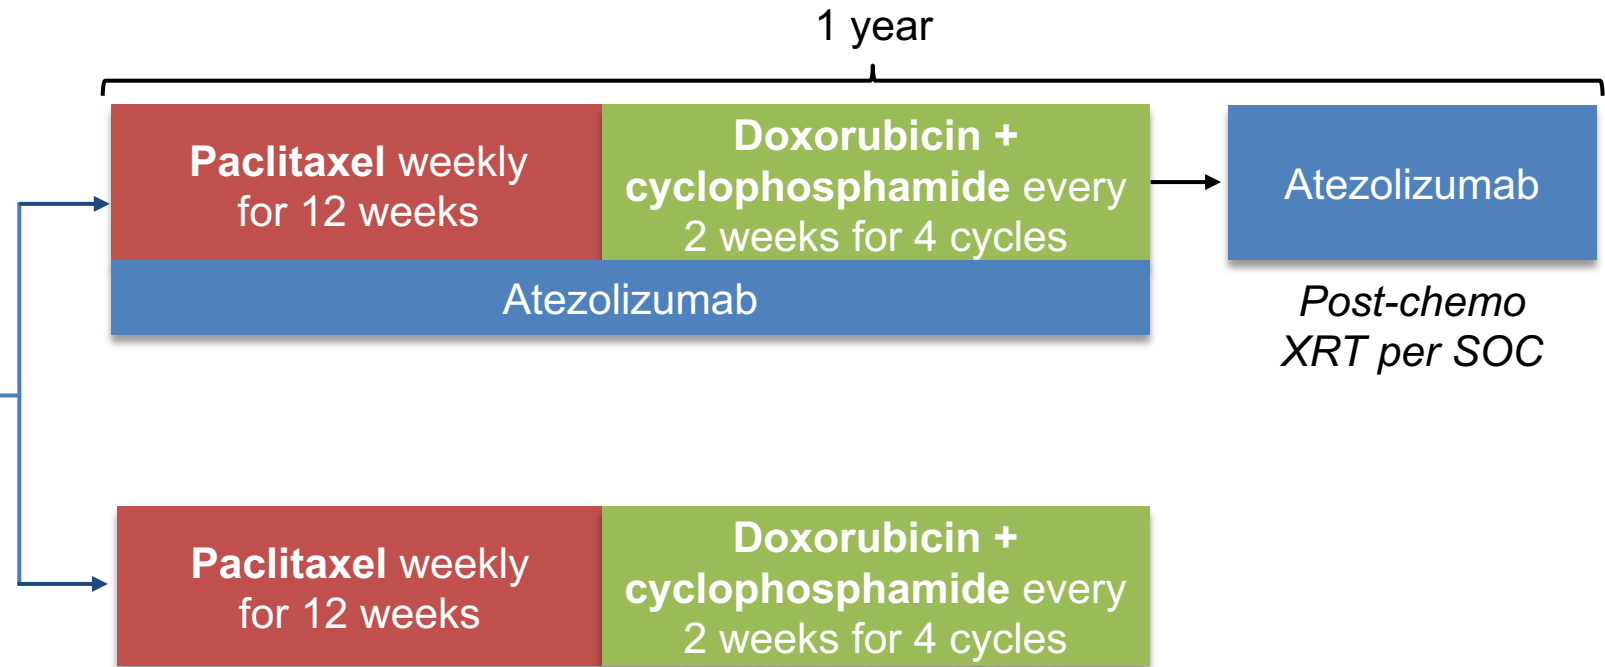 1 year
Paclitaxel weekly
for 12 weeks
Doxorubicin +
cyclophosphamide every
2 weeks for 4 cycles
Atezolizumab
Atezolizumab
Post-chemo
XRT per SOC
Paclitaxel weekly
for 12 weeks
Doxorubicin +
cyclophosphamide every
2 weeks for 4 cycles